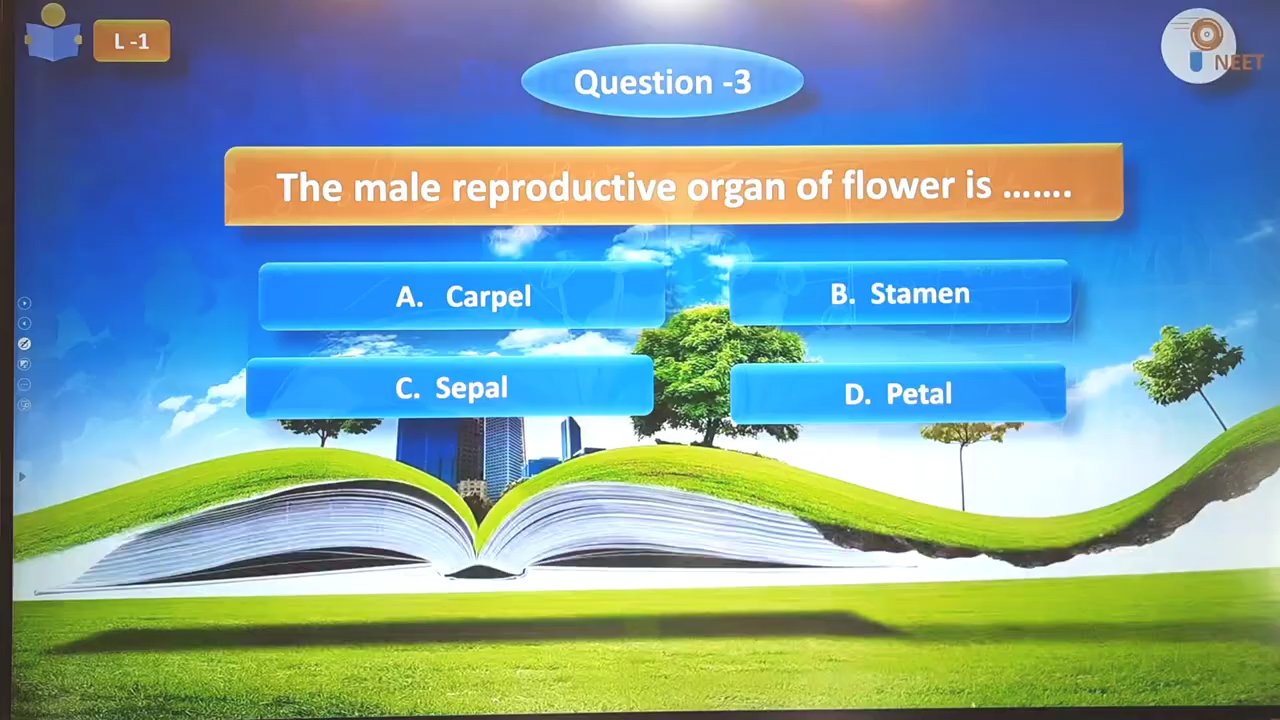 L -1
NEET
Question -3
The male reproductive organ of flower is .......
A. Carpel
B. Stamen
C. Sepal
D. Petal